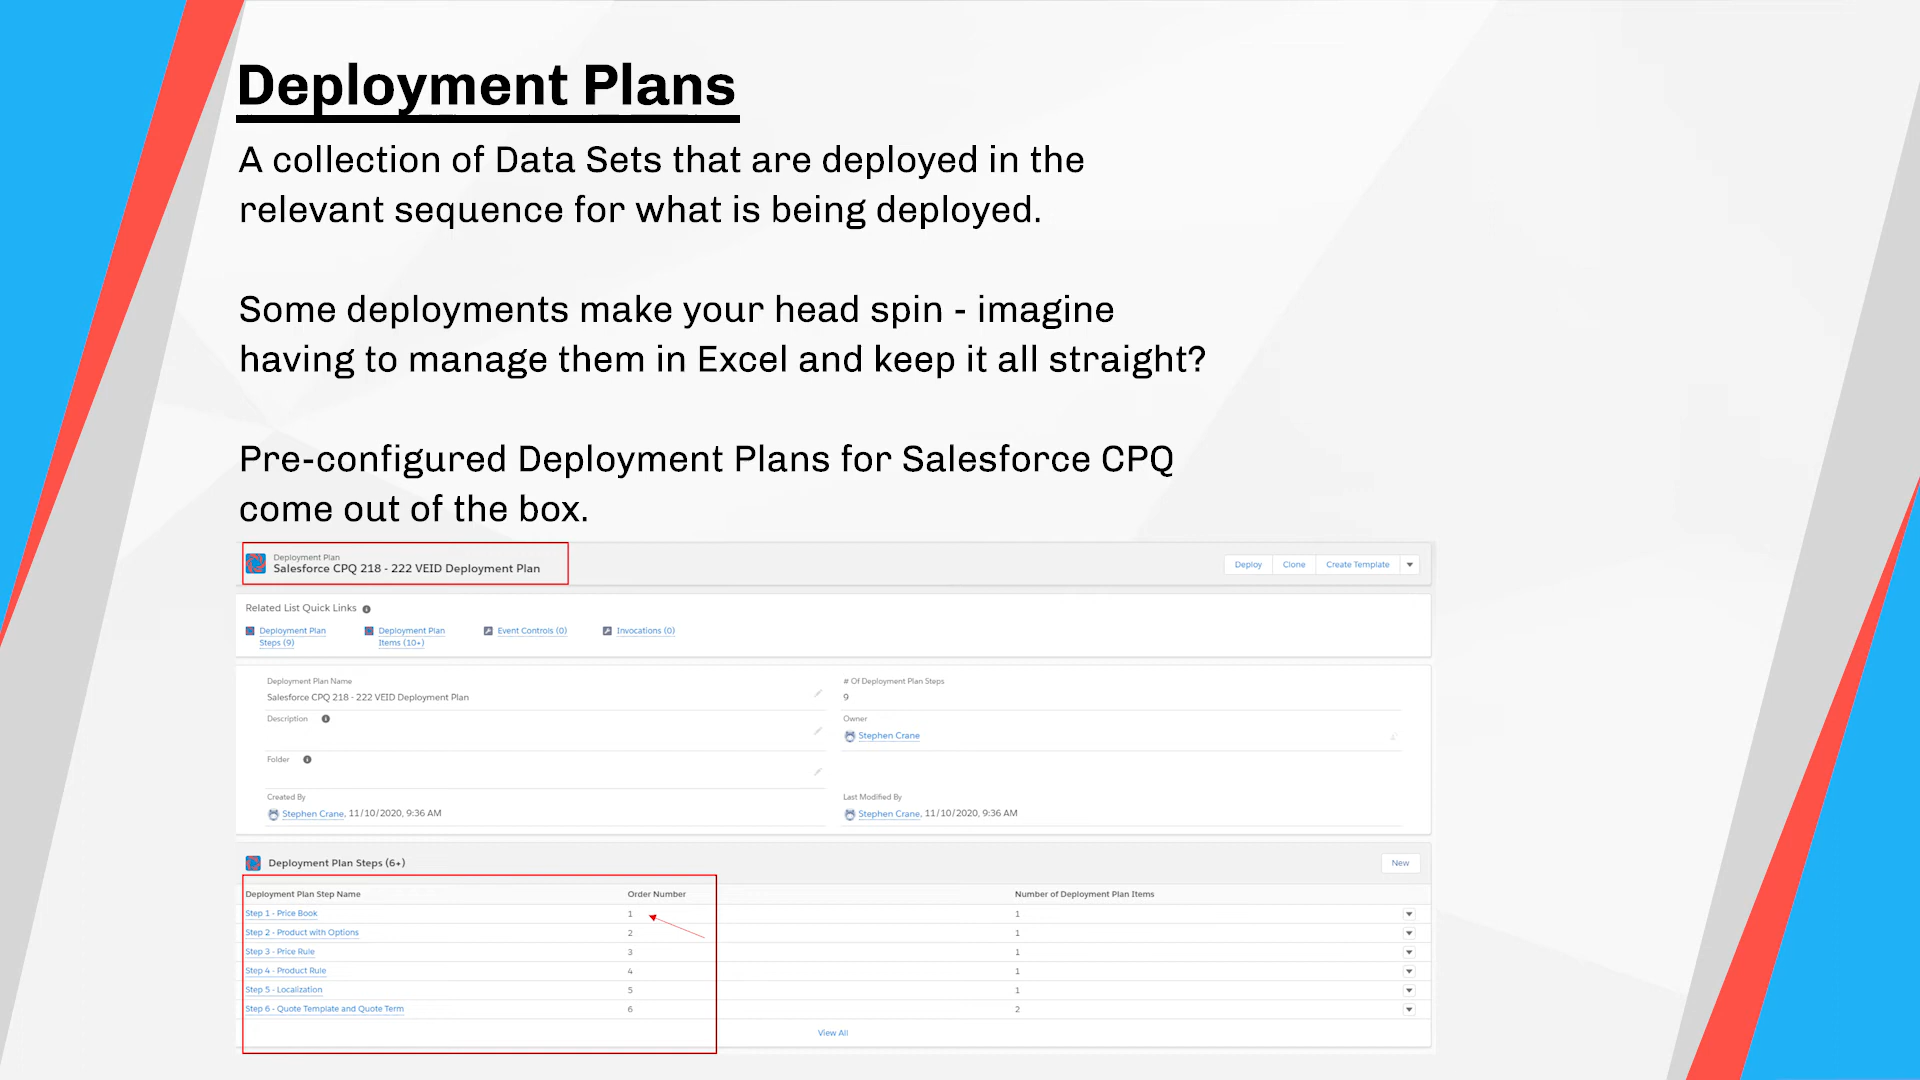 Deployment Plans
A collection of Data Sets that are deployed in the
relevant sequence for what is being deployed.
Some deployments make your head spin - imagine
having to manage them in Excel and keep it all straight?
Pre-configured Deployment Plans for Salesforce CPQ
come out of the box.
Deployment Plan
Salesforce CPQ 218 - 222 VEID Deployment Plan
Deploy Clone Create Template
Related List Quick Links
Deployment Plan Steps (9)
Deployment Plan Items (10+)
Event Controls (0)
Invocations (0)
Deployment Plan Name
Salesforce CPQ 218 - 222 VEID Deployment Plan
# Of Deployment Plan Steps
9
Description
Owner
Stephen Crane
Folder
Created By
Stephen Crane, 11/10/2020, 9:36 AM
Last Modified By
Stephen Crane, 11/10/2020, 9:36 AM
Deployment Plan Steps (6+)
New
Deployment Plan Step Name Order Number Number of Deployment Plan Items
Step 1 - Price Book 1 1
Step 2 - Product with Options 2 1
Step 3 - Price Rule 3 1
Step 4 - Product Rule 4 1
Step 5 - Localization 5 1
Step 6 - Quote Template and Quote Term 6 2
View All